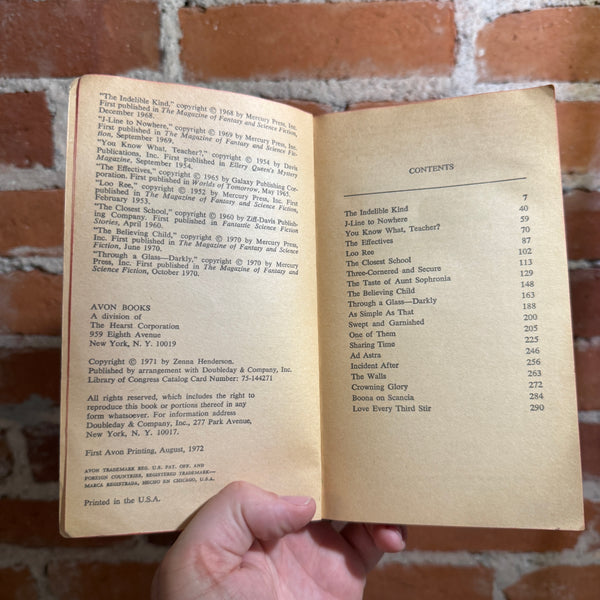 "The Indelible Kind," copyright © 1968 by Mercury Press, Inc.
First published in The Magazine of Fantasy and Science Fiction,
December 1968.
"J-Line to Nowhere," copyright © 1969 by Mercury Press, Inc.
First published in The Magazine of Fantasy and Science Fic-
tion, September 1969.
"You Know What, Teacher?," copyright © 1954 by Davis
Publications, Inc. First published in Ellery Queen's Mystery
Magazine, September 1954.
"The Effectives," copyright © 1965 by Galaxy Publishing Cor-
poration. First published in Worlds of Tomorrow, May 1965.
"Loo Ree," copyright © 1952 by Mercury Press, Inc. First
published in The Magazine of Fantasy and Science Fiction,
February 1953.
"The Closest School," copyright © 1960 by Ziff-Davis Publish-
ing Company. First published in Fantastic Science Fiction
Stories, April 1960.
"The Believing Child," copyright © 1970 by Mercury Press,
Inc. First published in The Magazine of Fantasy and Science
Fiction, June 1970.
"Through a Glass—Darkly," copyright © 1970 by Mercury
Press, Inc. First published in The Magazine of Fantasy and
Science Fiction, October 1970.
AVON BOOKS
A division of
The Hearst Corporation
959 Eighth Avenue
New York, N. Y. 10019
Copyright © 1971 by Zenna Henderson.
Published by arrangement with Doubleday & Company, Inc.
Library of Congress Catalog Card Number: 75-144271
All rights reserved, which includes the right to
reproduce this book or portions thereof in any
form whatsoever. For information address
Doubleday & Company, Inc., 277 Park Avenue,
New York, N. Y. 10017.
First Avon Printing, August, 1972
AVON TRADEMARK REG. U.S. PAT. OFF. AND
FOREIGN COUNTRIES, REGISTERED TRADEMARK—
MARCA REGISTRADA, HECHO EN CHICAGO, U.S.A.
Printed in the U.S.A.
CONTENTS
The Indelible Kind 7
J-Line to Nowhere 40
You Know What, Teacher? 59
The Effectives 70
Loo Ree 87
The Closest School 102
Three-Cornered and Secure 113
The Taste of Aunt Sophronia 129
The Believing Child 148
Through a Glass—Darkly 163
As Simple As That 188
Swept and Garnished 200
One of Them 205
Sharing Time 225
Ad Astra 246
Incident After 256
The Walls 263
Crowning Glory 272
Boona on Scancia 284
Love Every Third Stir 290